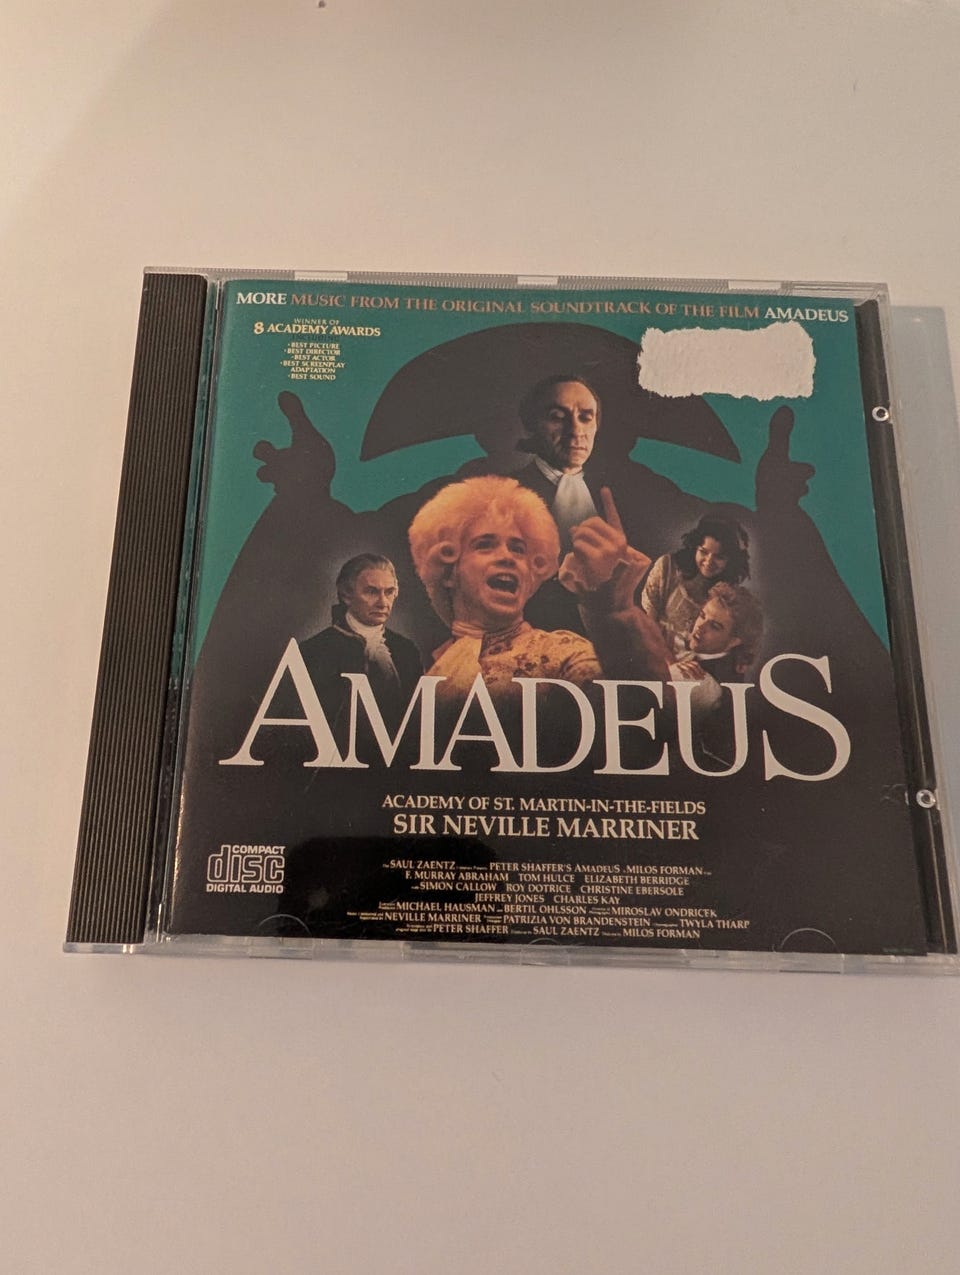 MORE MUSIC FROM THE ORIGINAL SOUNDTRACK OF THE FILM AMADEUS
WINNER OF
8 ACADEMY AWARDS
INCLUDING
•BEST PICTURE
•BEST DIRECTOR
•BEST ACTOR
•BEST SCREENPLAY
ADAPTATION
•BEST SOUND
AMADEUS
ACADEMY OF ST. MARTIN-IN-THE-FIELDS
SIR NEVILLE MARRINER
COMPACT
disc
DIGITAL AUDIO
The SAUL ZAENTZ PETER SHAFFER'S AMADEUS MILOS FORMAN
F. MURRAY ABRAHAM TOM HULCE ELIZABETH BERRIDGE
SIMON CALLOW ROY DOTRICE CHRISTINE EBERSOLE
JEFFREY JONES CHARLES KAY
MICHAEL HAUSMAN BERTIL OHLSSON MIROSLAV ONDRICEK
NEVILLE MARRINER PATRIZIA VON BRANDENSTEIN TWYLA THARP
PETER SHAFFER SAUL ZAENTZ MILOS FORMAN